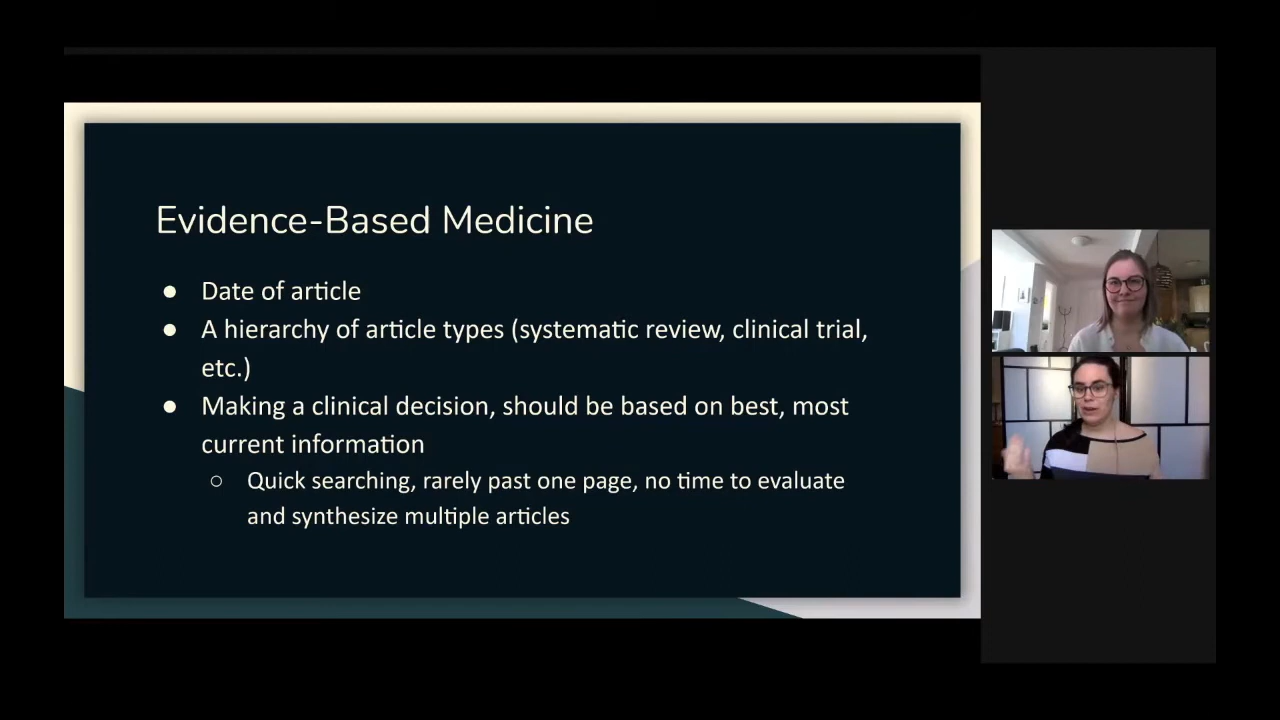 Evidence-Based Medicine
● Date of article
● A hierarchy of article types (systematic review, clinical trial,
etc.)
● Making a clinical decision, should be based on best, most
current information
○ Quick searching, rarely past one page, no time to evaluate
and synthesize multiple articles